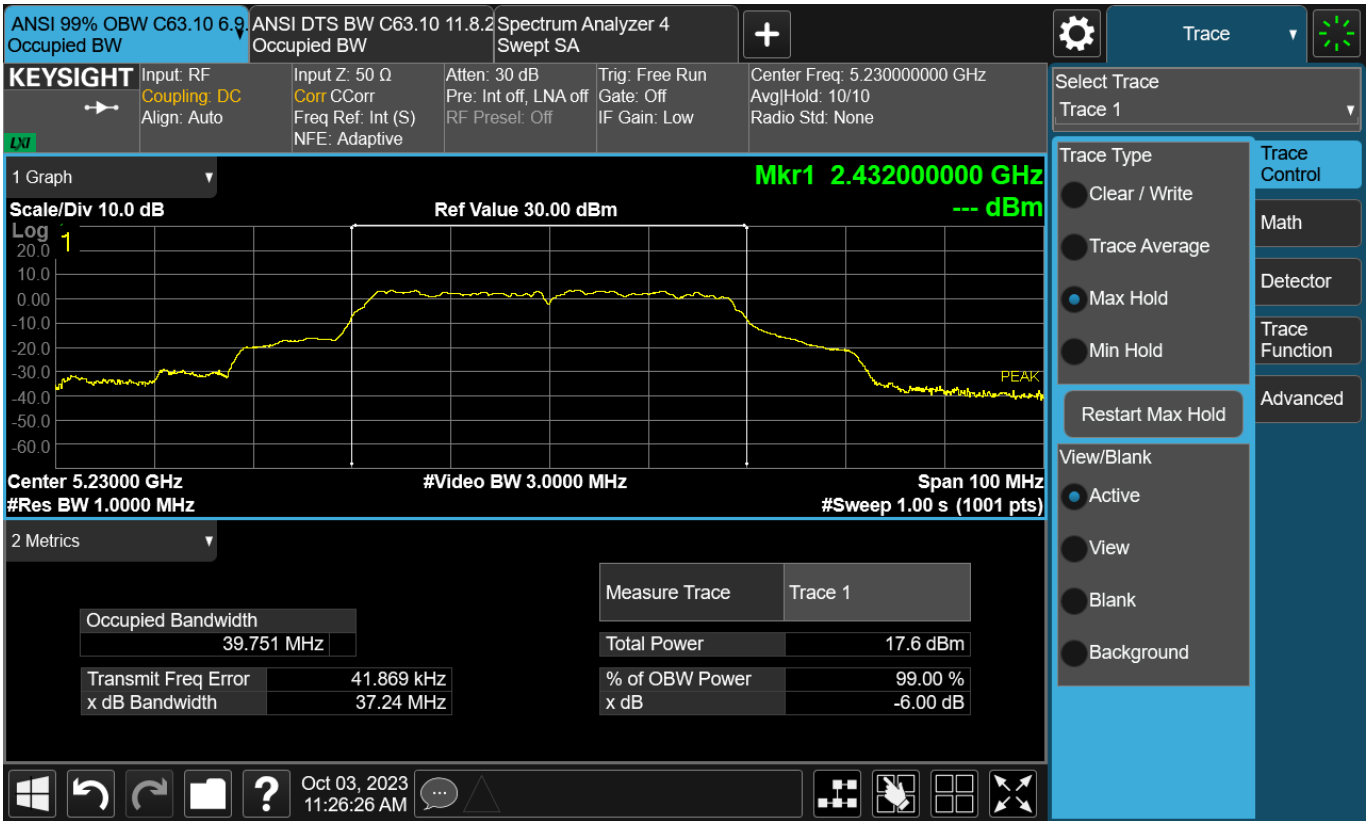 ANSI 99% OBW C63.10 6.9.
Occupied BW
ANSI DTS BW C63.10 11.8.2
Occupied BW
Spectrum Analyzer 4
Swept SA
+
Trace
KEYSIGHT
LXI
Input: RF
Coupling: DC
Align: Auto
Input Z: 50 Ω
Corr CCorr
Freq Ref: Int (S)
NFE: Adaptive
Atten: 30 dB
Pre: Int off, LNA off
RF Presel: Off
Trig: Free Run
Gate: Off
IF Gain: Low
Center Freq: 5.230000000 GHz
Avg|Hold: 10/10
Radio Std: None
Select Trace
Trace 1
1 Graph
Mkr1 2.432000000 GHz
--- dBm
Scale/Div 10.0 dB
Ref Value 30.00 dBm
Log
1
20.0
10.0
0.00
-10.0
-20.0
-30.0
-40.0
-50.0
-60.0
PEAK
Center 5.23000 GHz
#Video BW 3.0000 MHz
Span 100 MHz
#Res BW 1.0000 MHz
#Sweep 1.00 s (1001 pts)
2 Metrics
Occupied Bandwidth
39.751 MHz
Transmit Freq Error 41.869 kHz
x dB Bandwidth 37.24 MHz
Measure Trace Trace 1
Total Power 17.6 dBm
% of OBW Power 99.00 %
x dB -6.00 dB
Trace Type
Clear / Write
Trace Average
Max Hold
Min Hold
Restart Max Hold
View/Blank
Active
View
Blank
Background
Trace
Control
Math
Detector
Trace
Function
Advanced
?
Oct 03, 2023
11:26:26 AM